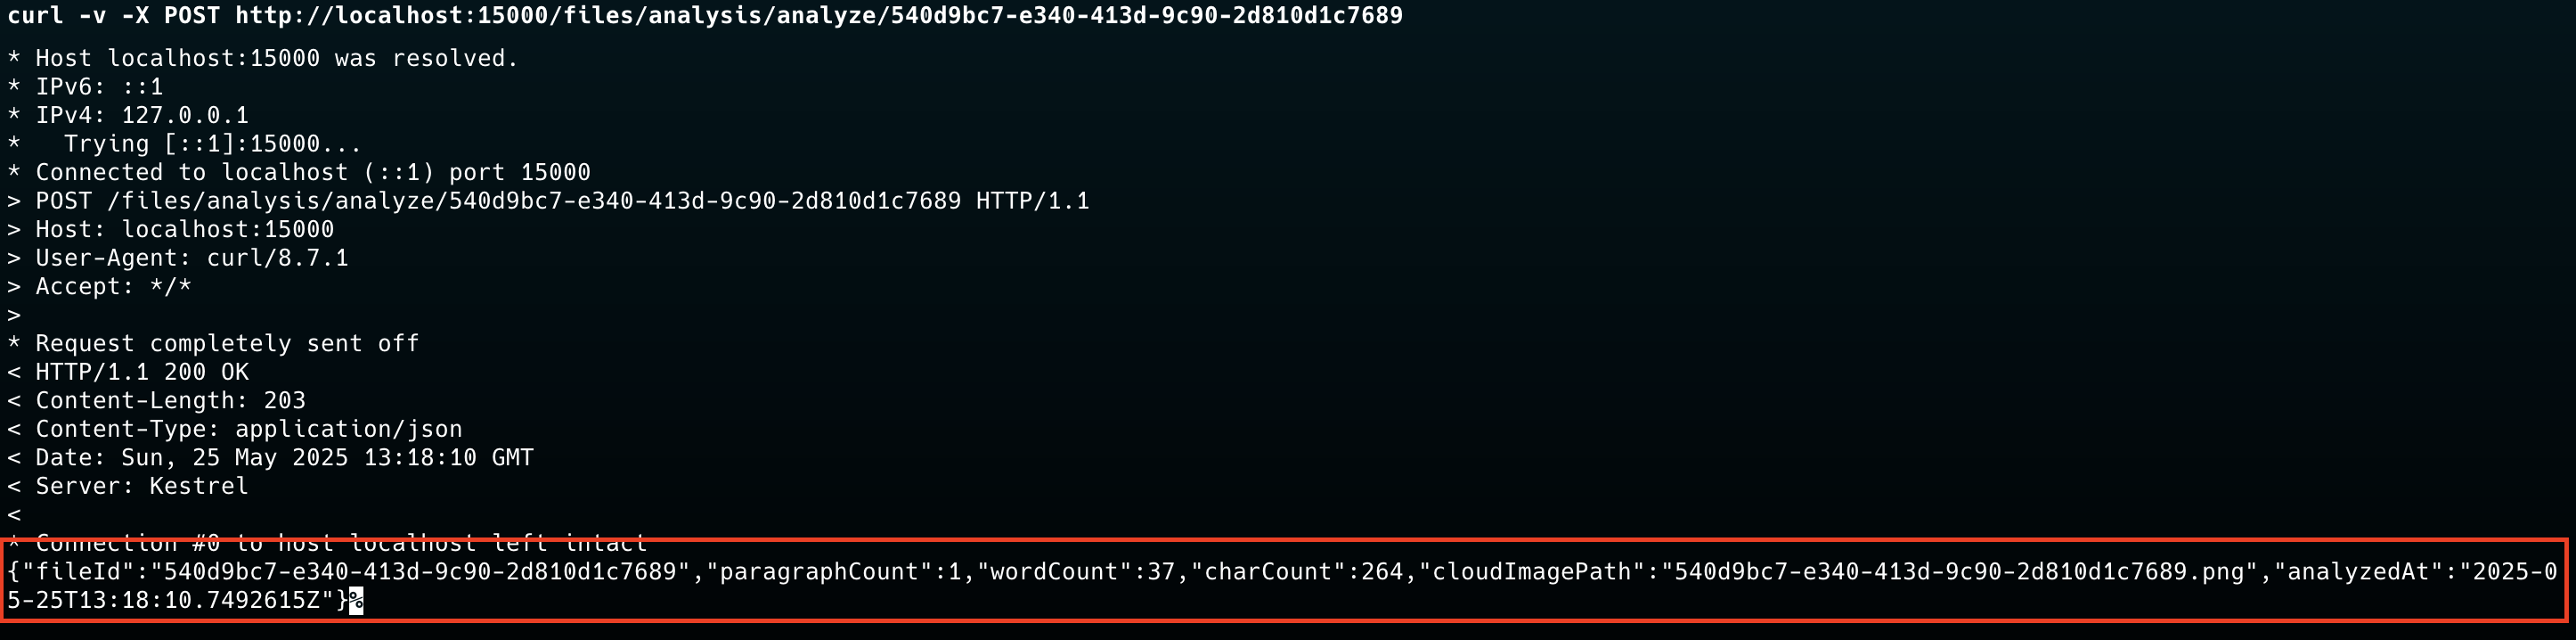 curl -v -X POST http://localhost:15000/files/analysis/analyze/540d9bc7-e340-413d-9c90-2d810d1c7689
* Host localhost:15000 was resolved.
* IPv6: ::1
* IPv4: 127.0.0.1
*   Trying [::1]:15000...
* Connected to localhost (::1) port 15000
> POST /files/analysis/analyze/540d9bc7-e340-413d-9c90-2d810d1c7689 HTTP/1.1
> Host: localhost:15000
> User-Agent: curl/8.7.1
> Accept: */*
>
* Request completely sent off
< HTTP/1.1 200 OK
< Content-Length: 203
< Content-Type: application/json
< Date: Sun, 25 May 2025 13:18:10 GMT
< Server: Kestrel
<
* Connection #0 to host localhost left intact
{"fileId":"540d9bc7-e340-413d-9c90-2d810d1c7689","paragraphCount":1,"wordCount":37,"charCount":264,"cloudImagePath":"540d9bc7-e340-413d-9c90-2d810d1c7689.png","analyzedAt":"2025-0
5-25T13:18:10.7492615Z"}%